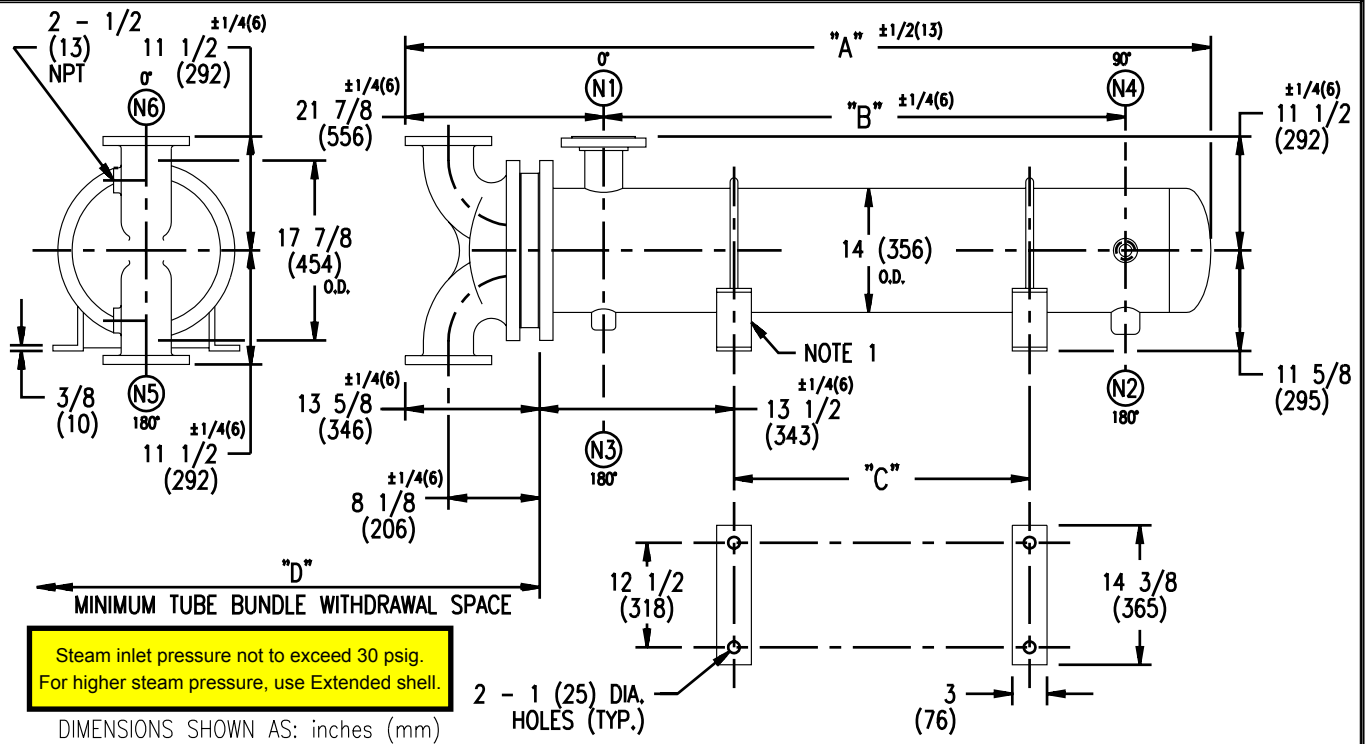 2 - 1/2
(13)
NPT
±1/4(6)
11 1/2
(292)
0°
N6
17 7/8
(454)
O.D.
3/8
(10)
N5
180°
±1/4(6)
11 1/2
(292)
"A" ±1/2(13)
±1/4(6)
21 7/8
(556)
0°
N1
"B" ±1/4(6)
90°
N4
±1/4(6)
11 1/2
(292)
14 (356)
O.D.
NOTE 1
±1/4(6)
13 5/8
(346)
±1/4(6)
13 1/2
(343)
N3
180°
N2
180°
11 5/8
(295)
±1/4(6)
8 1/8
(206)
"C"
"D"
MINIMUM TUBE BUNDLE WITHDRAWAL SPACE
12 1/2
(318)
14 3/8
(365)
Steam inlet pressure not to exceed 30 psig.
For higher steam pressure, use Extended shell.
2 - 1 (25) DIA.
HOLES (TYP.)
3
(76)
DIMENSIONS SHOWN AS: inches (mm)